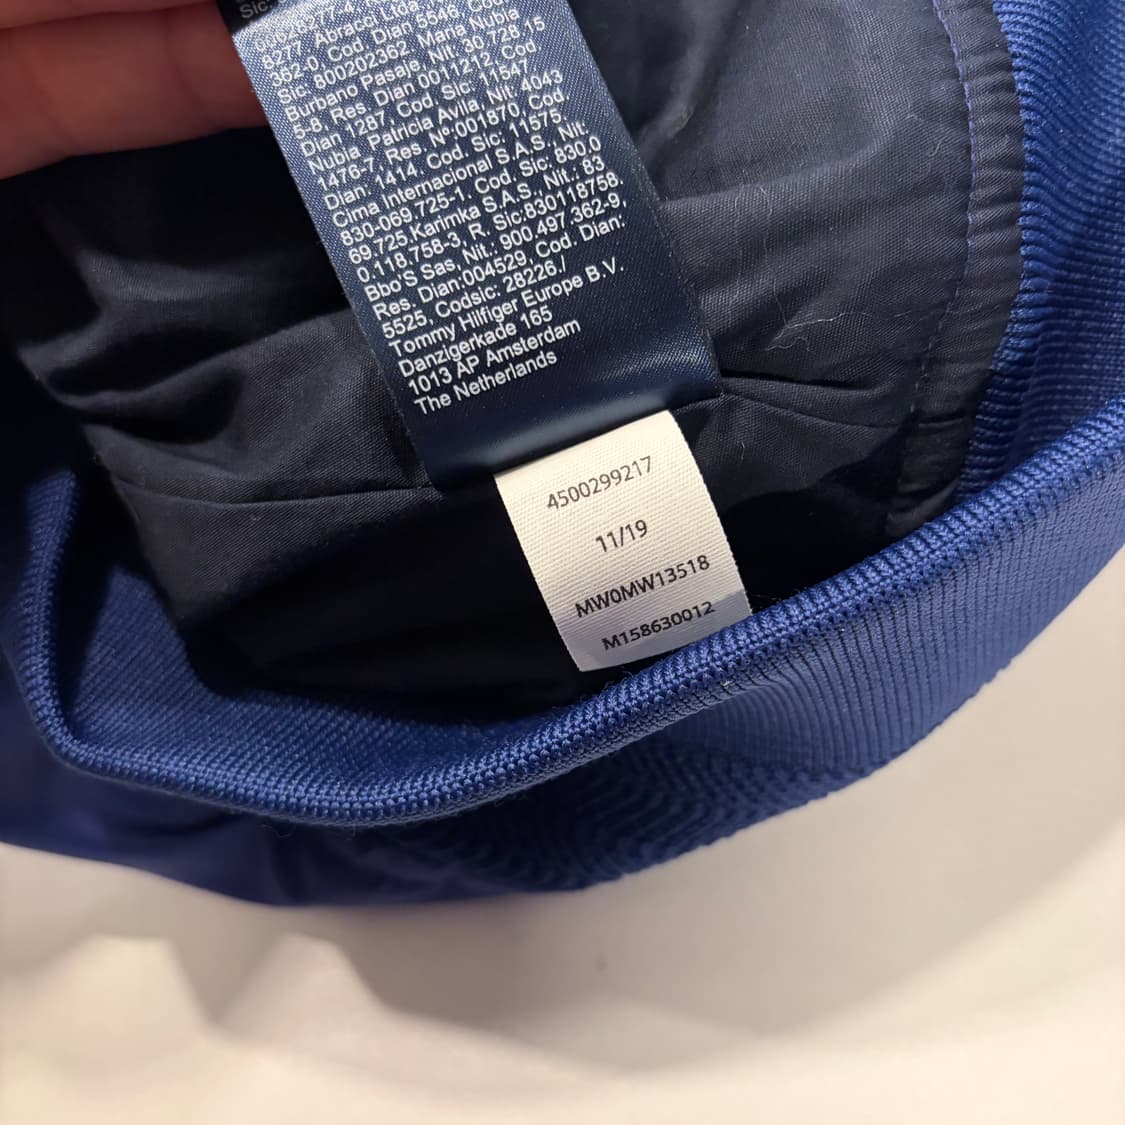 Sic.
8277 Abracci Ltda.
362-0 Cod. Dian 5546 Cod.
Sic 800202362 Maria Nubia
Burbano Pasaje, Nit. 30.728.15
5-8, Res. Dian 0011212 Cod
Dian. 1287 Cod. Sic: 11547
Nubia Patricia Avila, Nit. 4043
1476-7, Res. Nº:001870 Cod
Dian: 1414. Cod. Sic: 11575
Cima Internacional S.A.S., Nit:
830-069.725-1. Cod. Sic: 830.0
69.725.Karimka S.A.S., Nit.: 83
0.118.758-3, R. Sic:830118758.
Bbo'S Sas, Nit.: 900.497.362-9,
Res. Dian:004529, Cod. Dian:
5525, Codsic: 28226./
Tommy Hilfiger Europe B.V.
Danzigerkade 165
1013 AP Amsterdam
The Netherlands
4500299217
11/19
MW0MW13518
M158630012